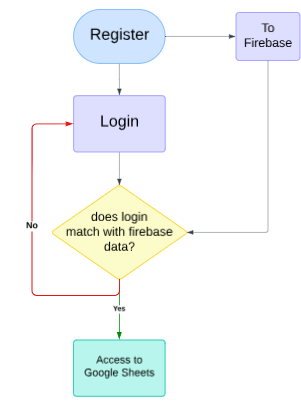 Register
To
Firebase
Login
does login
match with firebase
data?
No
Yes
Access to
Google Sheets